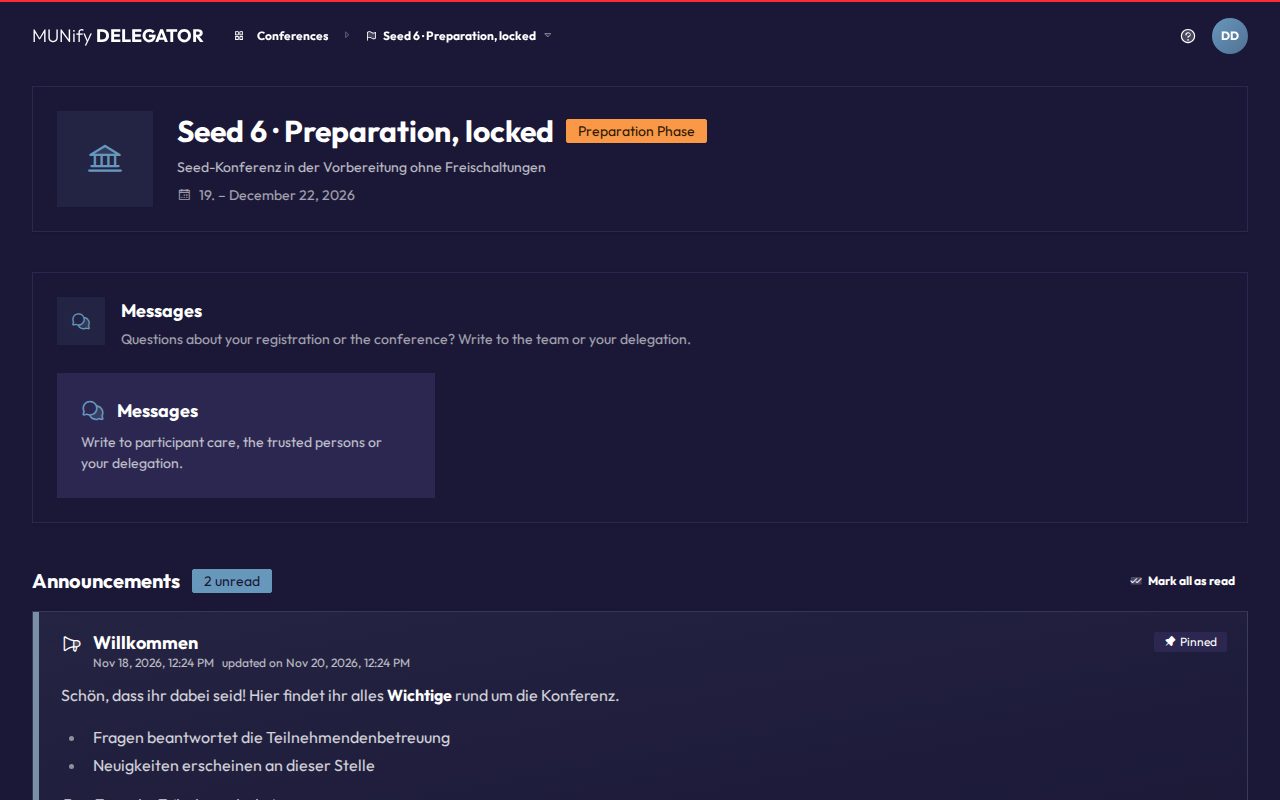 MUNify DELEGATOR
Conferences
Seed 6 · Preparation, locked
DD
Seed 6 · Preparation, locked
Preparation Phase
Seed-Konferenz in der Vorbereitung ohne Freischaltungen
19. – December 22, 2026
Messages
Questions about your registration or the conference? Write to the team or your delegation.
Messages
Write to participant care, the trusted persons or
your delegation.
Announcements
2 unread
Mark all as read
Willkommen
Pinned
Nov 18, 2026, 12:24 PM updated on Nov 20, 2026, 12:24 PM
Schön, dass ihr dabei seid! Hier findet ihr alles Wichtige rund um die Konferenz.
Fragen beantwortet die Teilnehmendenbetreuung
Neuigkeiten erscheinen an dieser Stelle